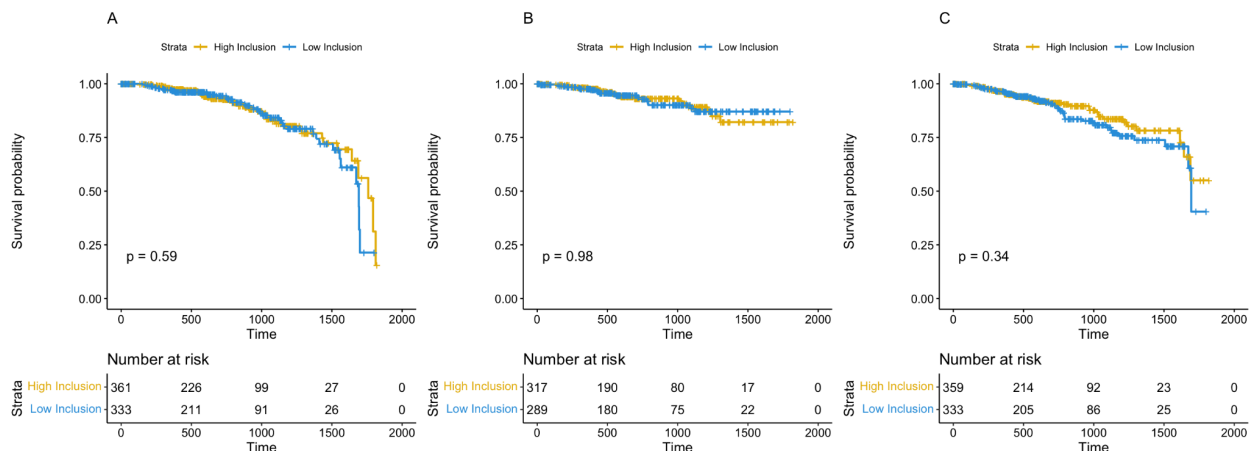 A
Strata High Inclusion Low Inclusion
Survival probability
1.00
0.75
0.50
0.25
0.00
p = 0.59
0 500 1000 1500 2000
Time
Number at risk
Strata
High Inclusion 361 226 99 27 0
Low Inclusion 333 211 91 26 0
0 500 1000 1500 2000
Time
B
Strata High Inclusion Low Inclusion
Survival probability
1.00
0.75
0.50
0.25
0.00
p = 0.98
0 500 1000 1500 2000
Time
Number at risk
Strata
High Inclusion 317 190 80 17 0
Low Inclusion 289 180 75 22 0
0 500 1000 1500 2000
Time
C
Strata High Inclusion Low Inclusion
Survival probability
1.00
0.75
0.50
0.25
0.00
p = 0.34
0 500 1000 1500 2000
Time
Number at risk
Strata
High Inclusion 359 214 92 23 0
Low Inclusion 333 205 86 25 0
0 500 1000 1500 2000
Time